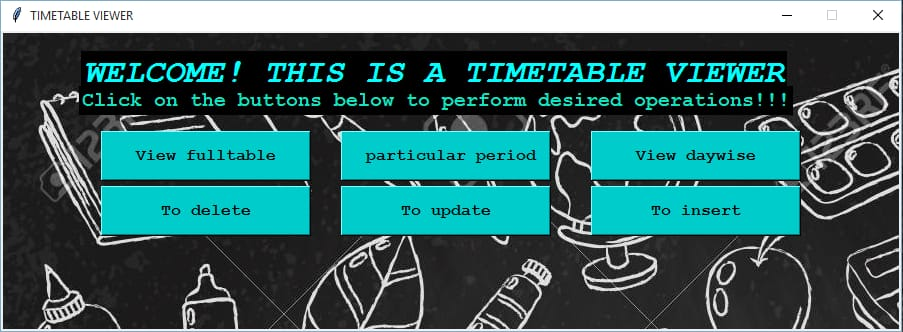 TIMETABLE VIEWER
WELCOME! THIS IS A TIMETABLE VIEWER
Click on the buttons below to perform desired operations!!!
View fulltable
particular period
View daywise
To delete
To update
To insert